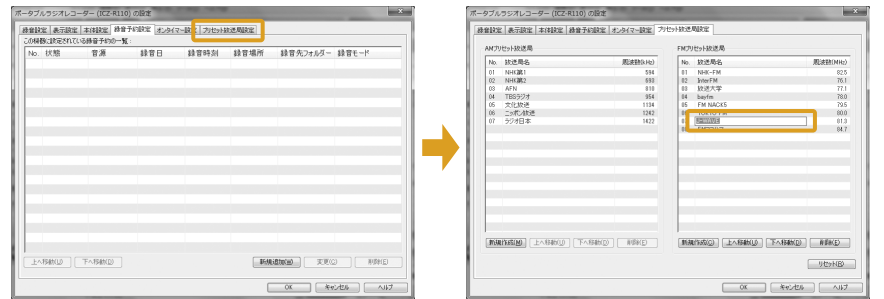 ポータブルラジオレコーダー (ICZ-R110) の設定
録音設定 表示設定 本体設定 録音予約設定 オンタイマー設定 プリセット放送局設定
この機器に設定されている録音予約の一覧:
No. 状態 音源 録音日 録音時刻 録音場所 録音先フォルダー 録音モード
上へ移動(U) 下へ移動(D) 新規追加(W) 変更(C) 削除(E)
OK キャンセル ヘルプ
ポータブルラジオレコーダー (ICZ-R110) の設定
録音設定 表示設定 本体設定 録音予約設定 オンタイマー設定 プリセット放送局設定
AMプリセット放送局
No. 放送局名 周波数(kHz)
01 NHK第1 594
02 NHK第2 693
03 AFN 810
04 TBSラジオ 954
05 文化放送 1134
06 ニッポン放送 1242
07 ラジオ日本 1422
新規作成(M) 上へ移動(U) 下へ移動(D) 削除(E)
FMプリセット放送局
No. 放送局名 周波数(MHz)
01 NHK-FM 82.5
02 InterFM 76.1
03 放送大学 77.1
04 bayfm 78.0
05 FM NACK5 79.5
TOKYO FM 80.0
81.3
84.7
新規作成(C) 上へ移動(U) 下へ移動(D) 削除(E)
リセット(B)
OK キャンセル ヘルプ